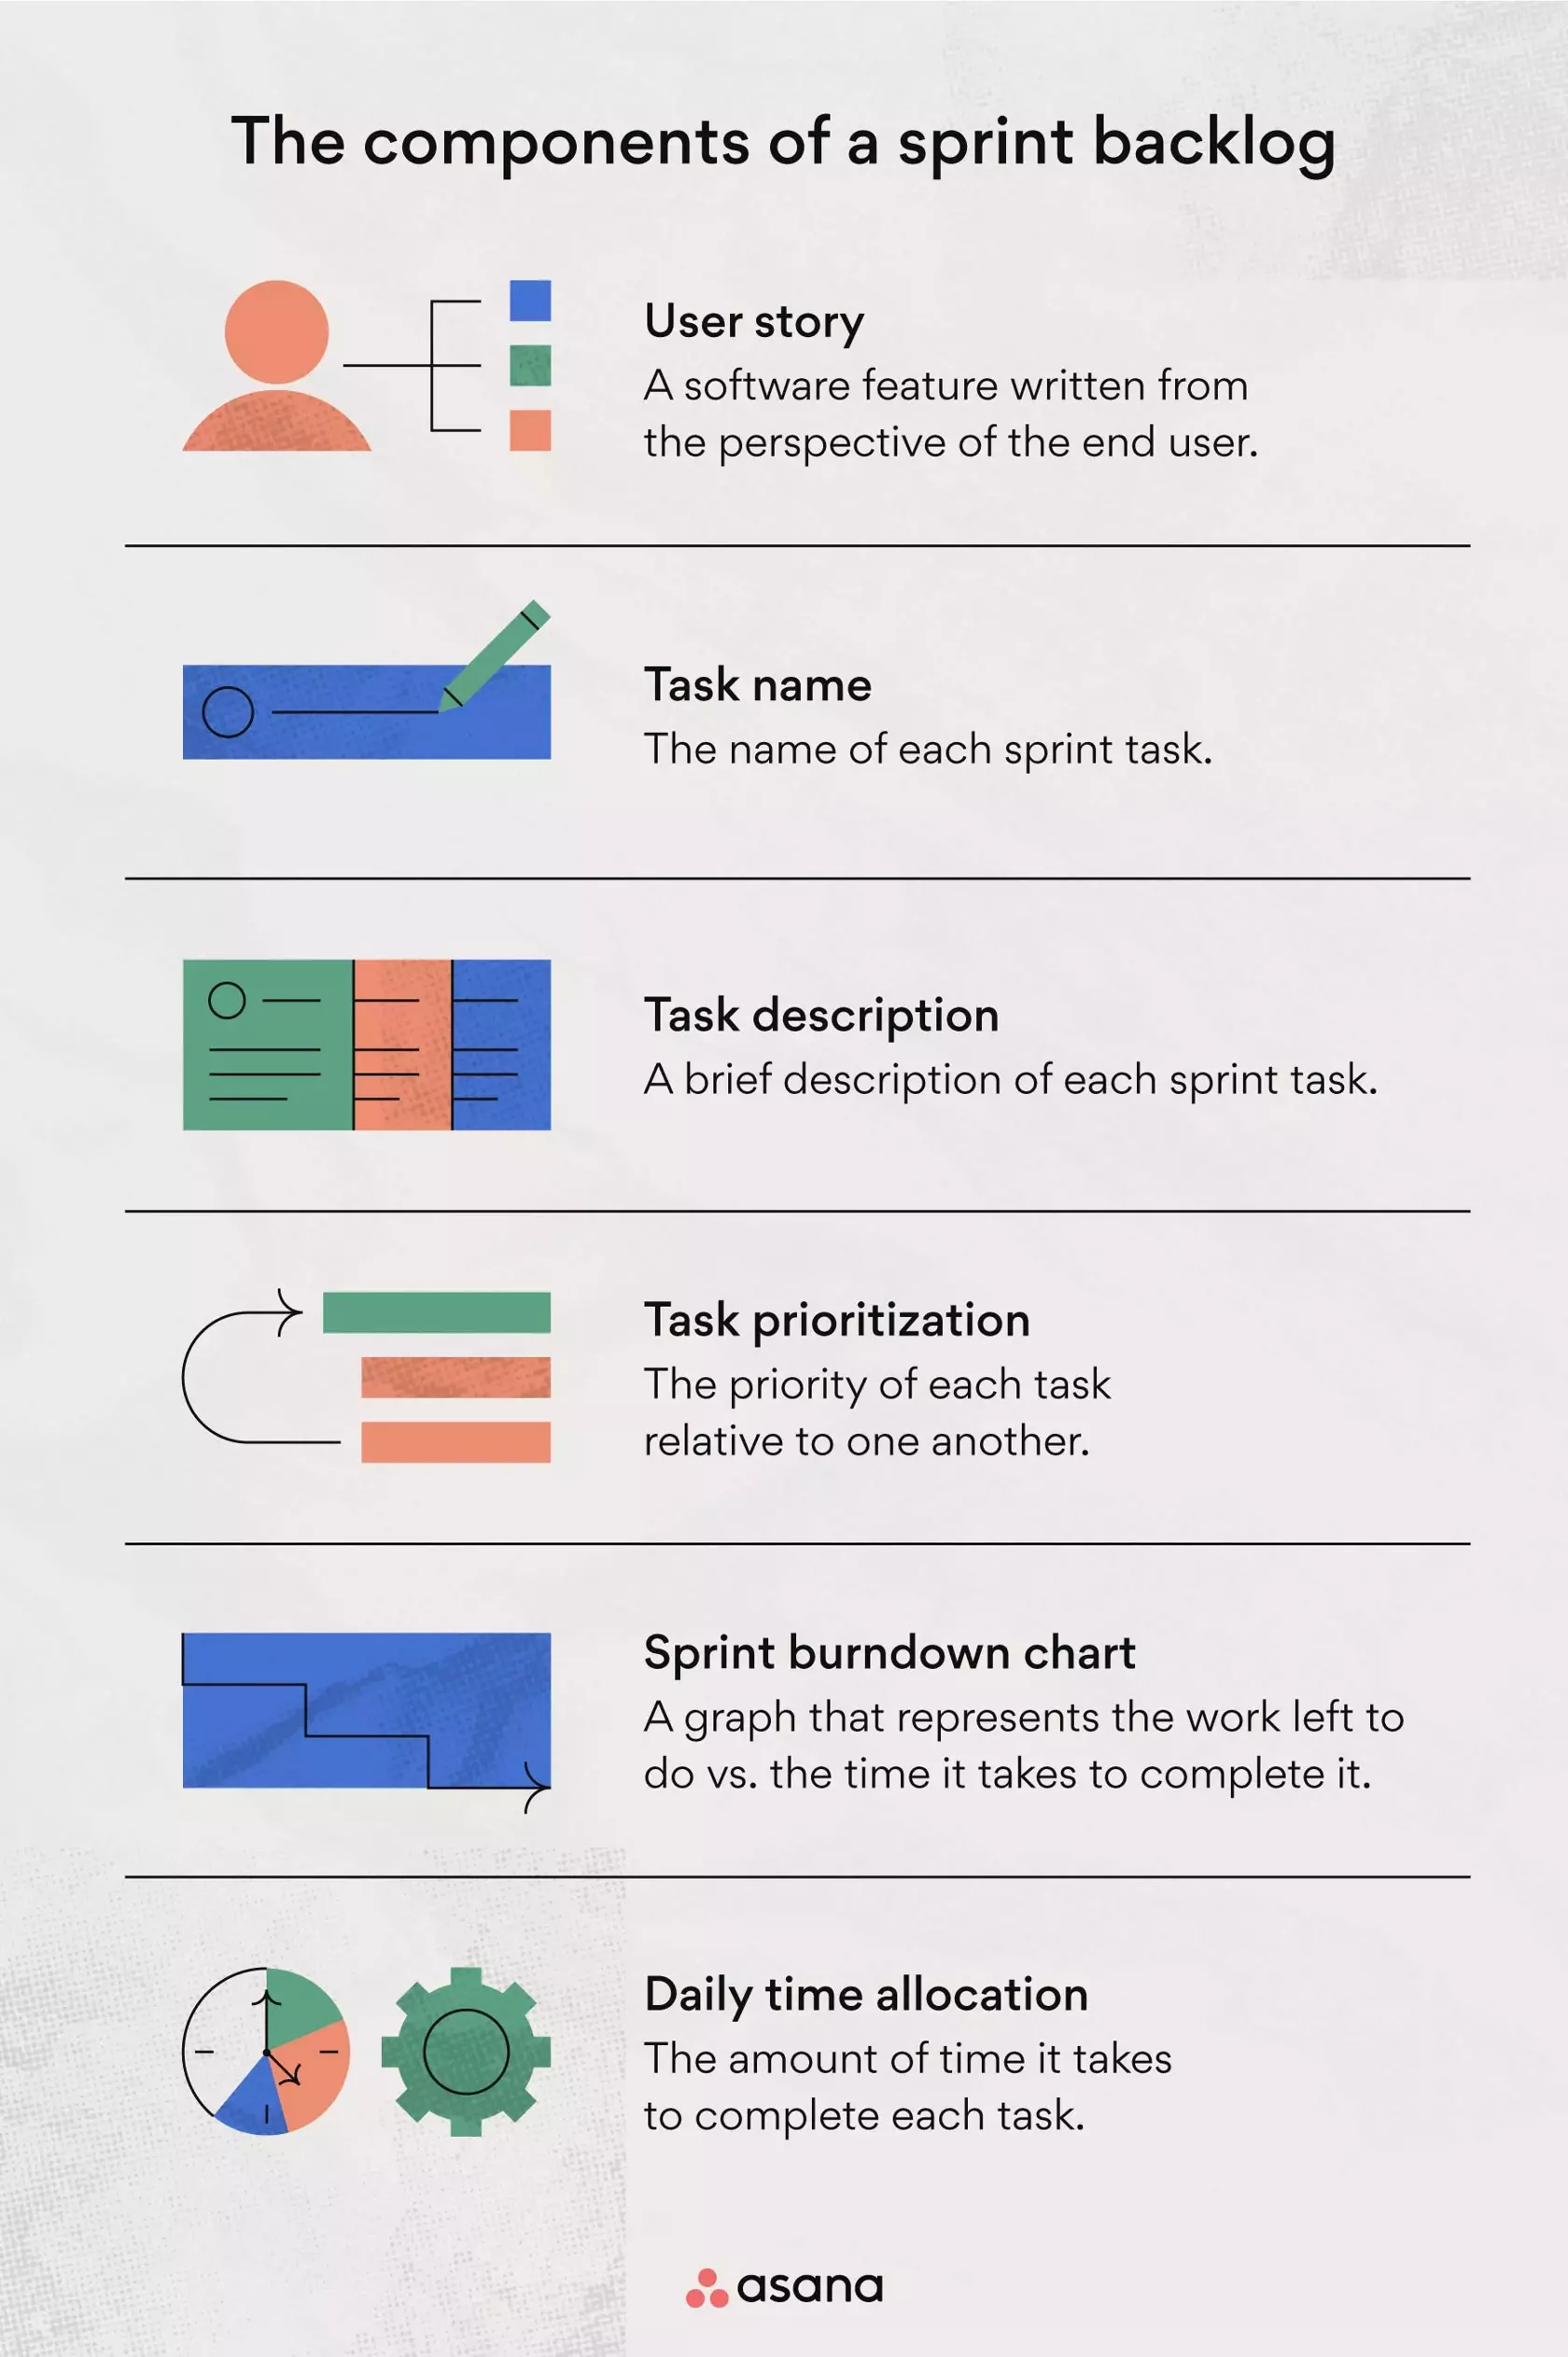 The components of a sprint backlog
User story
A software feature written from
the perspective of the end user.
Task name
The name of each sprint task.
Task description
A brief description of each sprint task.
Task prioritization
The priority of each task
relative to one another.
Sprint burndown chart
A graph that represents the work left to
do vs. the time it takes to complete it.
Daily time allocation
The amount of time it takes
to complete each task.
asana